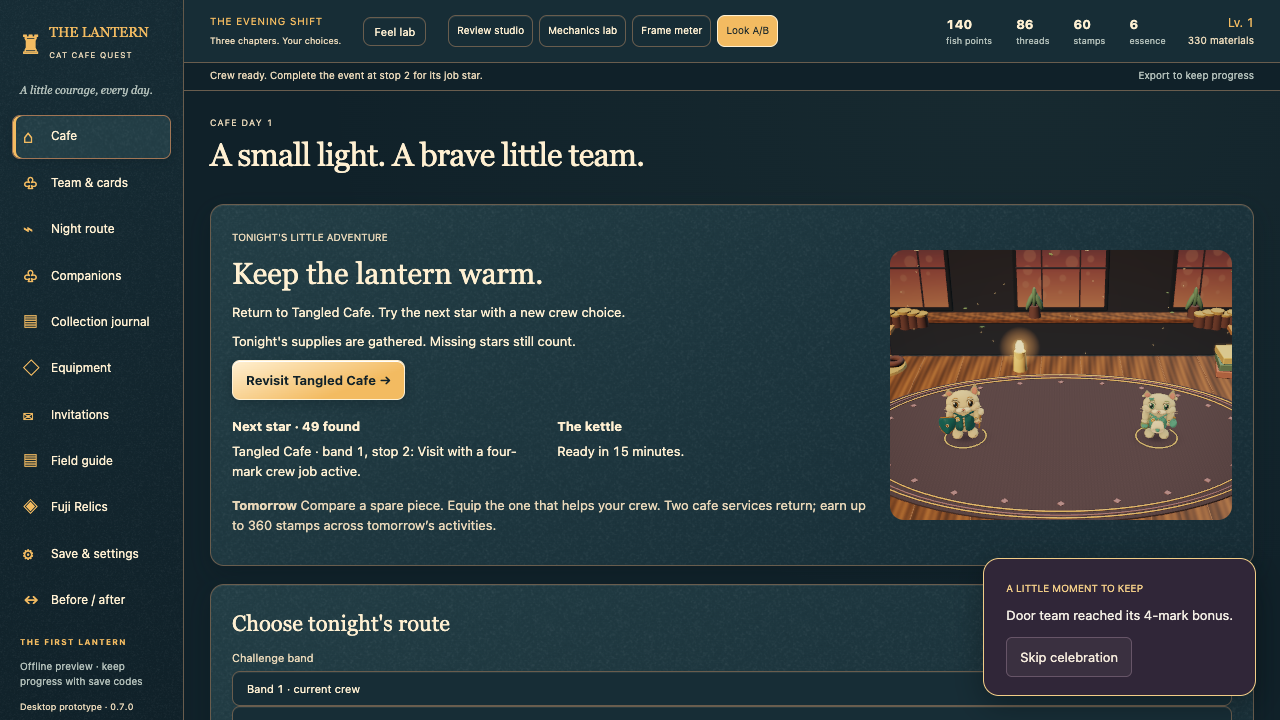 THE LANTERN
CAT CAFE QUEST
A little courage, every day.
Cafe
Team & cards
Night route
Companions
Collection journal
Equipment
Invitations
Field guide
Fuji Relics
Save & settings
Before / after
THE FIRST LANTERN
Offline preview · keep
progress with save codes
Desktop prototype · 0.7.0
THE EVENING SHIFT
Three chapters. Your choices.
Feel lab
Review studio
Mechanics lab
Frame meter
Look A/B
140
fish points
86
threads
60
stamps
6
essence
Lv. 1
330 materials
Crew ready. Complete the event at stop 2 for its job star.
Export to keep progress
CAFE DAY 1
A small light. A brave little team.
TONIGHT'S LITTLE ADVENTURE
Keep the lantern warm.
Return to Tangled Cafe. Try the next star with a new crew choice.
Tonight's supplies are gathered. Missing stars still count.
Revisit Tangled Cafe →
Next star · 49 found
Tangled Cafe · band 1, stop 2: Visit with a four-
mark crew job active.
The kettle
Ready in 15 minutes.
Tomorrow Compare a spare piece. Equip the one that helps your crew. Two cafe services return; earn up
to 360 stamps across tomorrow’s activities.
Choose tonight's route
Challenge band
Band 1 · current crew
A LITTLE MOMENT TO KEEP
Door team reached its 4-mark bonus.
Skip celebration